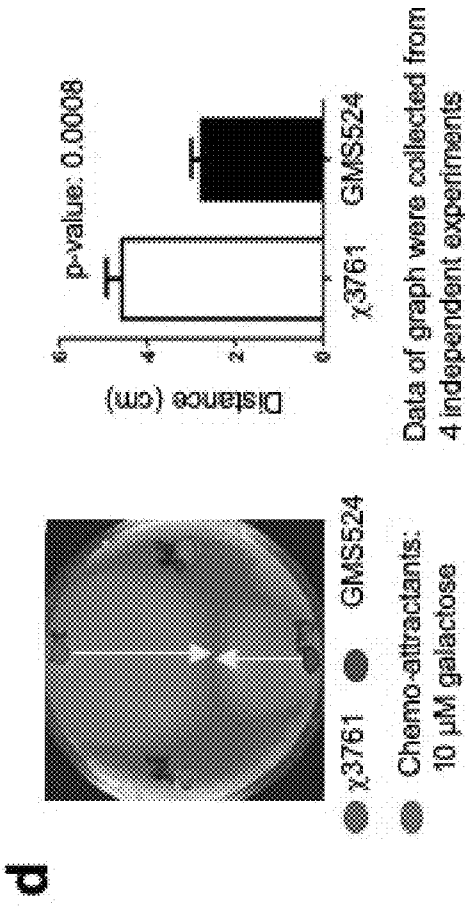 d
χ3761
GMS524
Chemo-attractants:
10 µM galactose
p-value: 0.0008
Distance (cm)
6
4
2
0
χ3761
GMS524
Data of graph were collected from
4 independent experiments